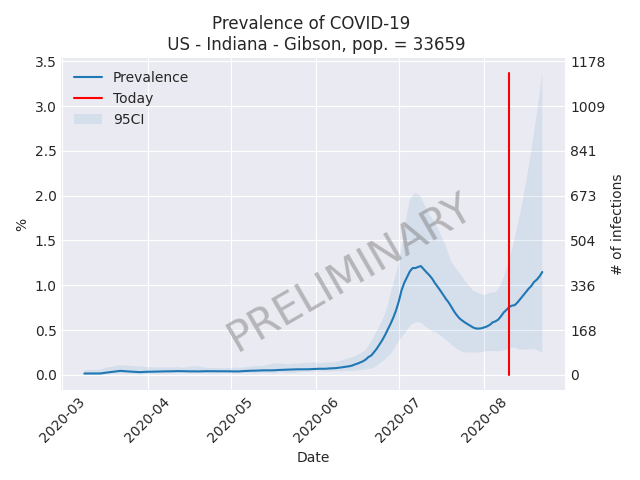 Prevalence of COVID-19
US - Indiana - Gibson, pop. = 33659
3.5
3.0
2.5
2.0
1.5
1.0
0.5
0.0
%
Prevalence
Today
95CI
PRELIMINARY
1178
1009
841
673
504
336
168
0
# of infections
2020-03
2020-04
2020-05
2020-06
2020-07
2020-08
Date